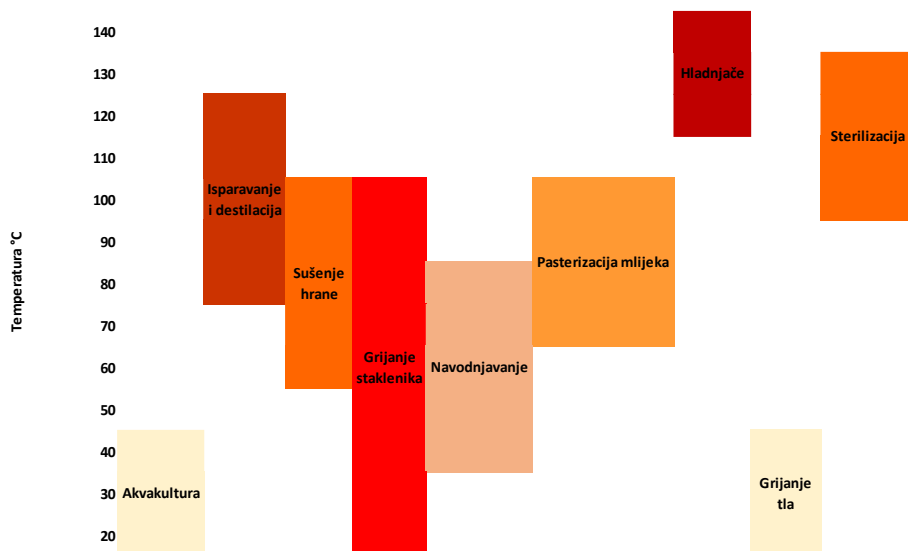 Temperatura °C
140
130
120
110
100
90
80
70
60
50
40
30
20
Akvakultura
Isparavanje
i destilacija
Sušenje
hrane
Grijanje
staklenika
Navodnjavanje
Pasterizacija mlijeka
Hladnjače
Grijanje
tla
Sterilizacija